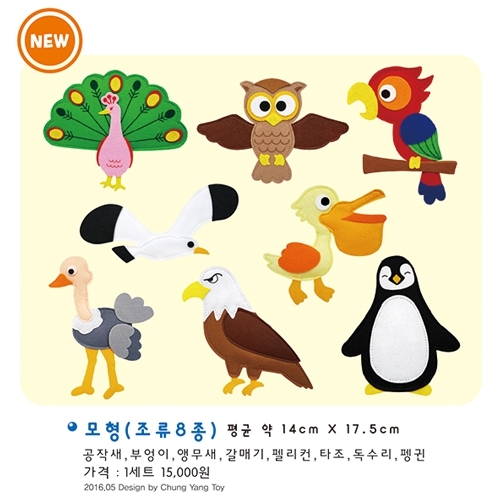 NEW
모형(조류8종) 평균 약 14cm X 17.5cm
공작새,부엉이,앵무새,갈매기,펠리컨,타조,독수리,펭귄
가격 : 1세트 15,000원
2016,05 Design by Chung Yang Toy